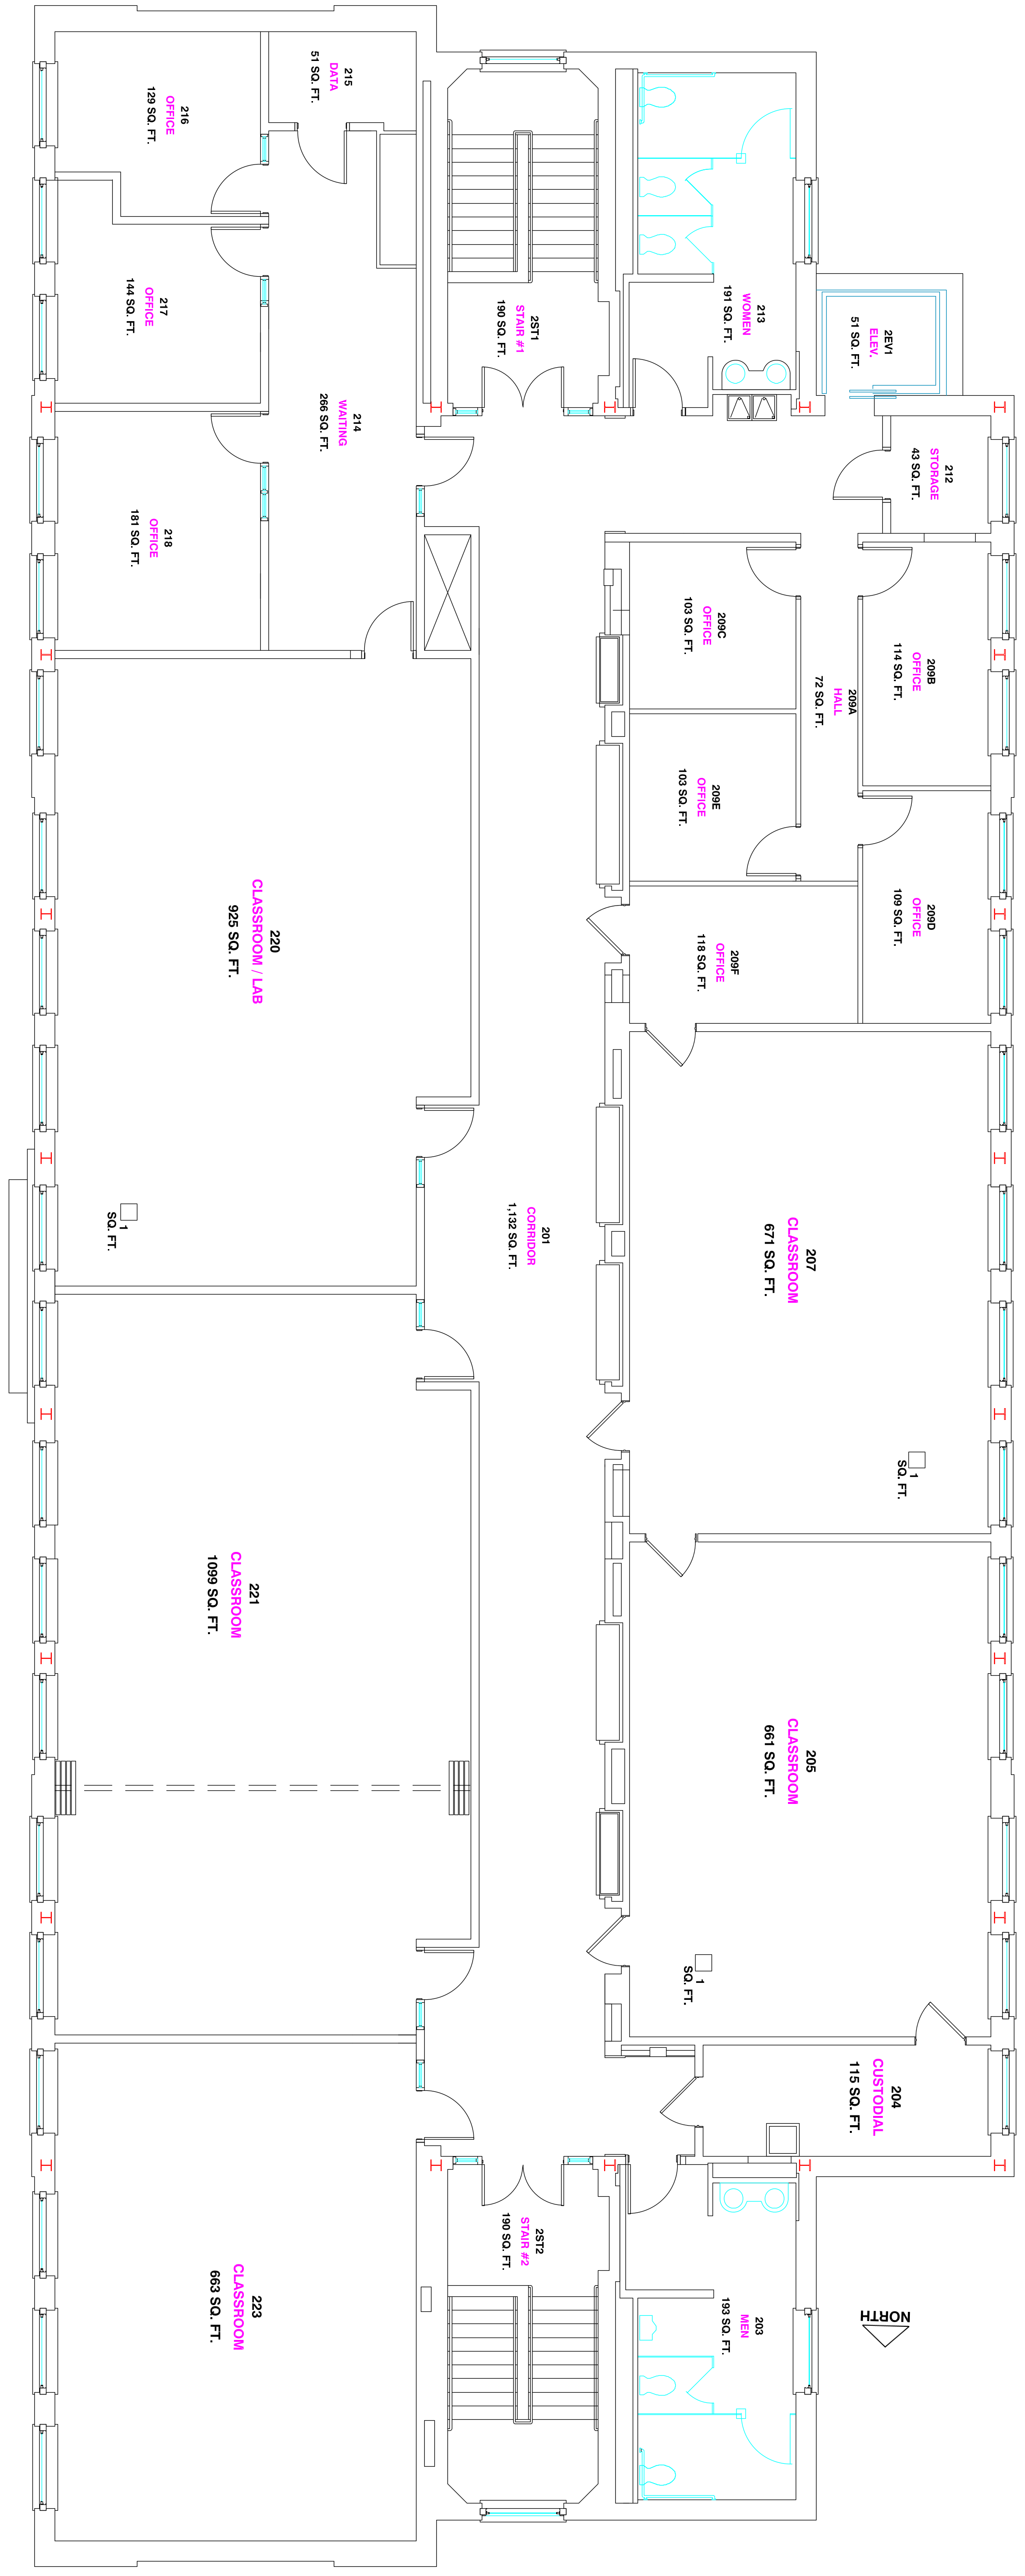 216
OFFICE
129 SQ. FT.
215
DATA
51 SQ. FT.
217
OFFICE
144 SQ. FT.
214
WAITING
266 SQ. FT.
218
OFFICE
181 SQ. FT.
2ST1
STAIR #1
190 SQ. FT.
213
WOMEN
191 SQ. FT.
2EV1
ELEV.
51 SQ. FT.
212
STORAGE
43 SQ. FT.
209C
OFFICE
103 SQ. FT.
209A
HALL
72 SQ. FT.
209B
OFFICE
114 SQ. FT.
209E
OFFICE
103 SQ. FT.
209D
OFFICE
109 SQ. FT.
209F
OFFICE
118 SQ. FT.
220
CLASSROOM / LAB
925 SQ. FT.
1
SQ. FT.
201
CORRIDOR
1,132 SQ. FT.
207
CLASSROOM
671 SQ. FT.
1
SQ. FT.
221
CLASSROOM
1099 SQ. FT.
205
CLASSROOM
661 SQ. FT.
1
SQ. FT.
204
CUSTODIAL
115 SQ. FT.
223
CLASSROOM
663 SQ. FT.
2ST2
STAIR #2
190 SQ. FT.
203
MEN
193 SQ. FT.
NORTH